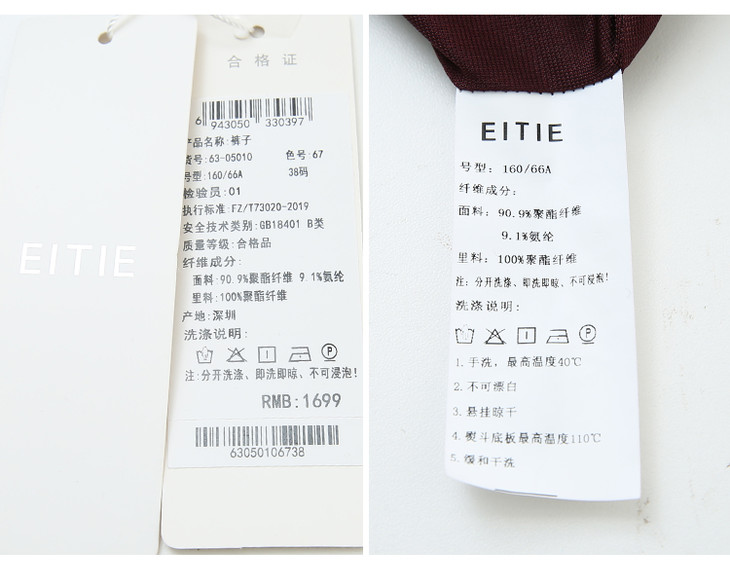 EITIE
合格证
6 943050 330397
产品名称:裤子
货号:63-05010 色号:67
号型:160/66A 38码
检验员:01
执行标准:FZ/T73020-2019
安全技术类别:GB18401 B类
质量等级:合格品
纤维成分:
面料:90.9%聚酯纤维 9.1%氨纶
里料:100%聚酯纤维
产地:深圳
洗涤说明:
P
注:分开洗涤、即洗即晾、不可浸泡!
RMB:1699
63050106738
EITIE
号型: 160/66A
纤维成分:
面料: 90.9%聚酯纤维
9.1%氨纶
里料: 100%聚酯纤维
注: 分开洗涤、即洗即晾、不可浸泡!
洗涤说明:
P
1. 手洗, 最高温度40℃
2. 不可漂白
3. 悬挂晾干
4. 熨斗底板最高温度110℃
5. 缓和干洗